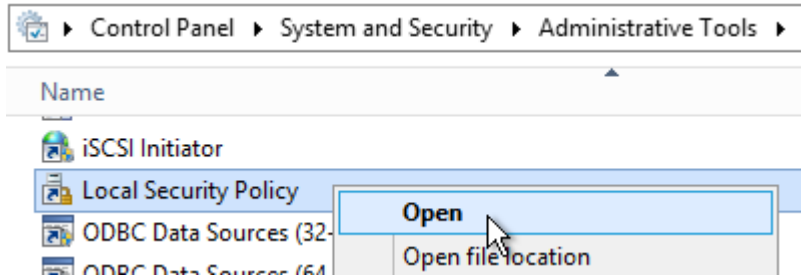 Control Panel ▸ System and Security ▸ Administrative Tools ▸
Name
iSCSI Initiator
Local Security Policy
Open
ODBC Data Sources (32-
Open file location
ODBC Data Sources (64